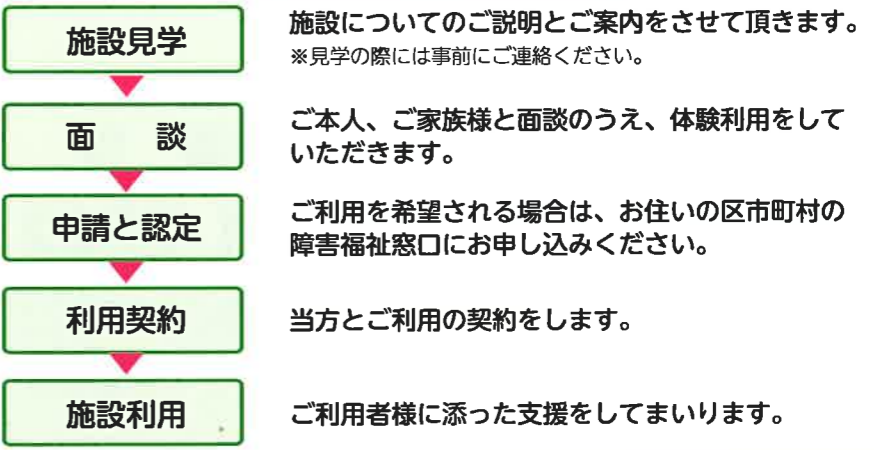 施設見学
施設についてのご説明とご案内をさせて頂きます。
※見学の際には事前にご連絡ください。
面　　談
ご本人、ご家族様と面談のうえ、体験利用をして
いただきます。
申請と認定
ご利用を希望される場合は、お住いの区市町村の
障害福祉窓口にお申し込みください。
利用契約
当方とご利用の契約をします。
施設利用
ご利用者様に添った支援をしてまいります。